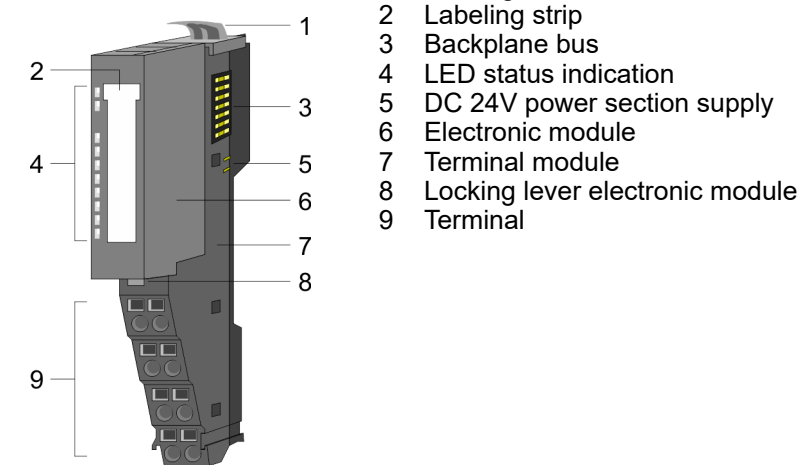 1
2
3
4
5
6
7
8
9
2 Labeling strip
3 Backplane bus
4 LED status indication
5 DC 24V power section supply
6 Electronic module
7 Terminal module
8 Locking lever electronic module
9 Terminal